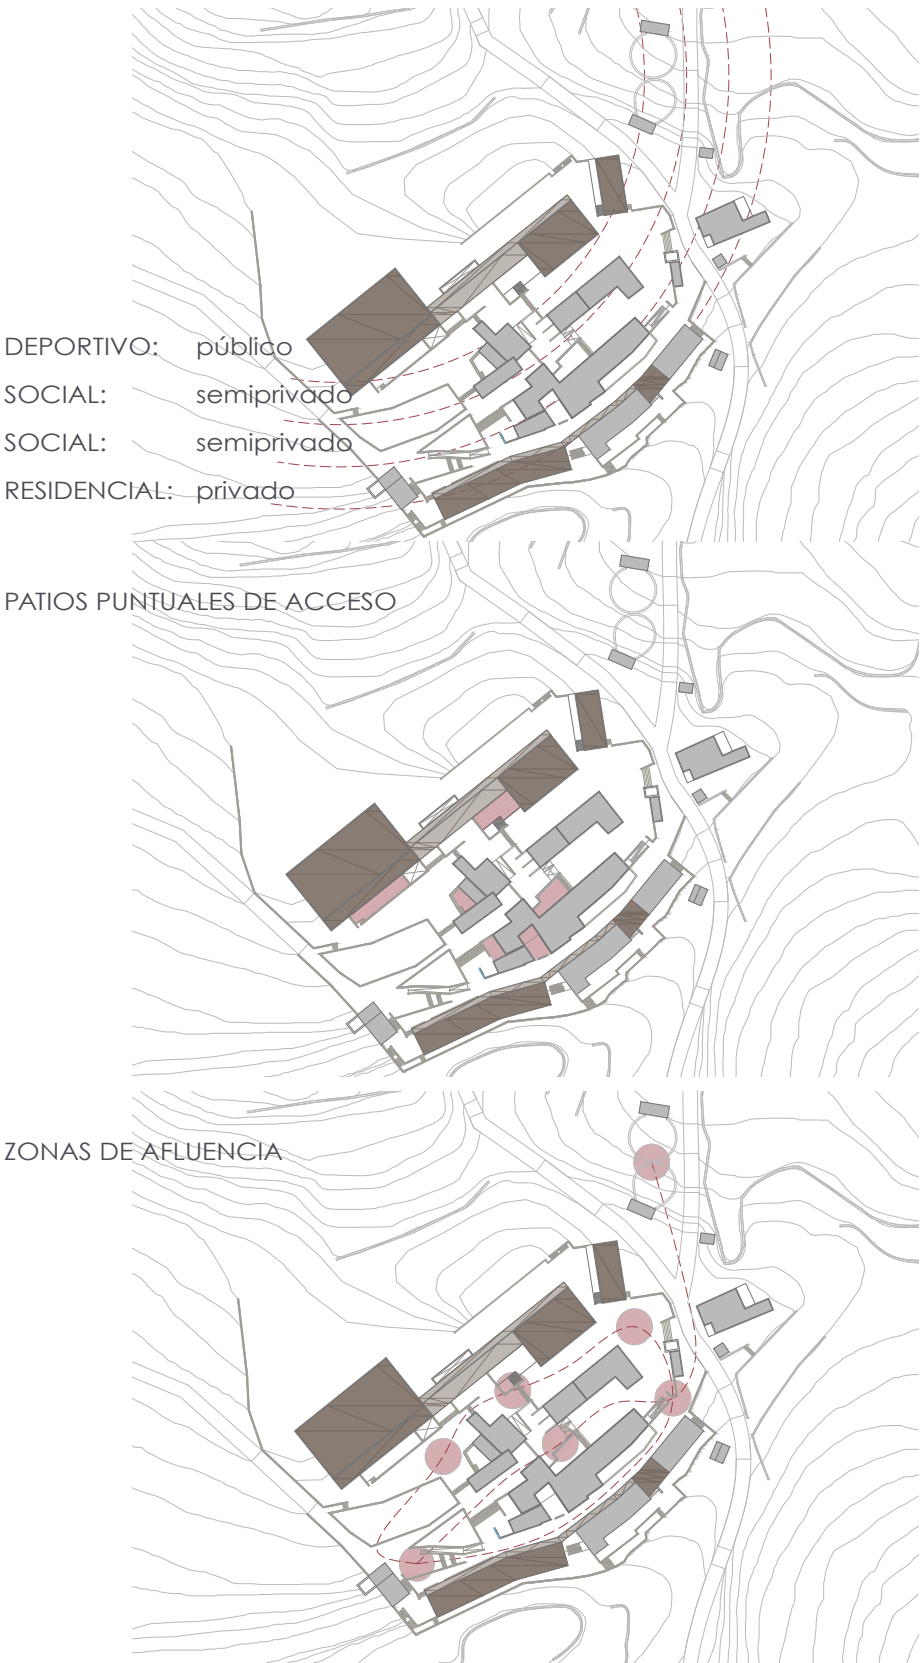 DEPORTIVO: público
SOCIAL: semiprivado
SOCIAL: semiprivado
RESIDENCIAL: privado
PATIOS PUNTUALES DE ACCESO
ZONAS DE AFLUENCIA